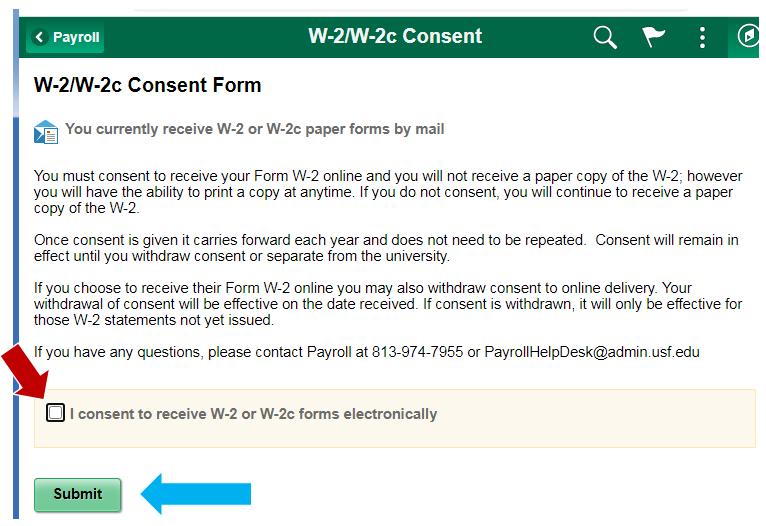 Payroll
W-2/W-2c Consent
W-2/W-2c Consent Form
You currently receive W-2 or W-2c paper forms by mail
You must consent to receive your Form W-2 online and you will not receive a paper copy of the W-2; however
you will have the ability to print a copy at anytime. If you do not consent, you will continue to receive a paper
copy of the W-2.
Once consent is given it carries forward each year and does not need to be repeated.  Consent will remain in
effect until you withdraw consent or separate from the university.
If you choose to receive their Form W-2 online you may also withdraw consent to online delivery. Your
withdrawal of consent will be effective on the date received. If consent is withdrawn, it will only be effective for
those W-2 statements not yet issued.
If you have any questions, please contact Payroll at 813-974-7955 or PayrollHelpDesk@admin.usf.edu
I consent to receive W-2 or W-2c forms electronically
Submit